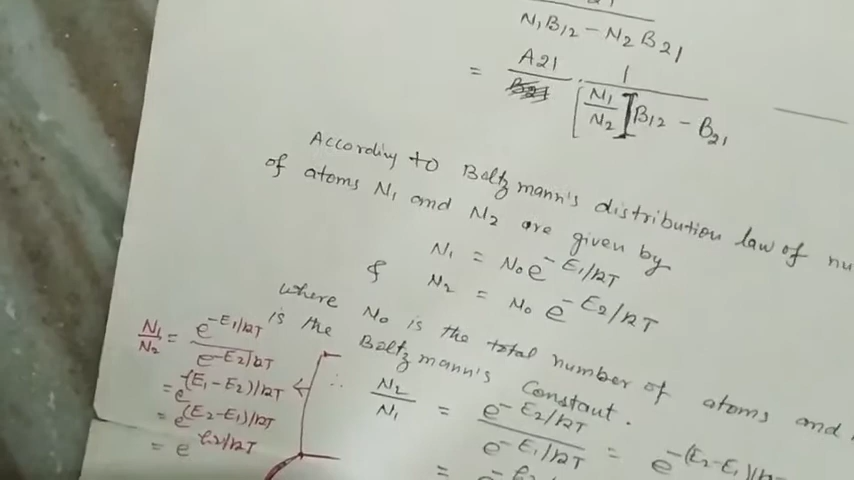 21
N₁B₁₂ - N₂B₂₁
= A21 / . 1 / [N₁/N₂] B₁₂ - B₂₁
According to Boltzmann's distribution law of nu
of atoms N₁ and N₂ are given by
N₁ = N₀e^-E₁/kT
& N₂ = N₀ e^-E₂/kT
where N₀ is the total number of atoms and
is the Boltzmann's Constant.
∴ N₂/N₁ = e^-E₂/kT / e^-E₁/kT = e^-(E₂-E₁)/k
=
N₁/N₂ = e^-E₁/kT / e^-E₂/kT
= e^-(E₁-E₂)/kT
= e^(E₂-E₁)/kT